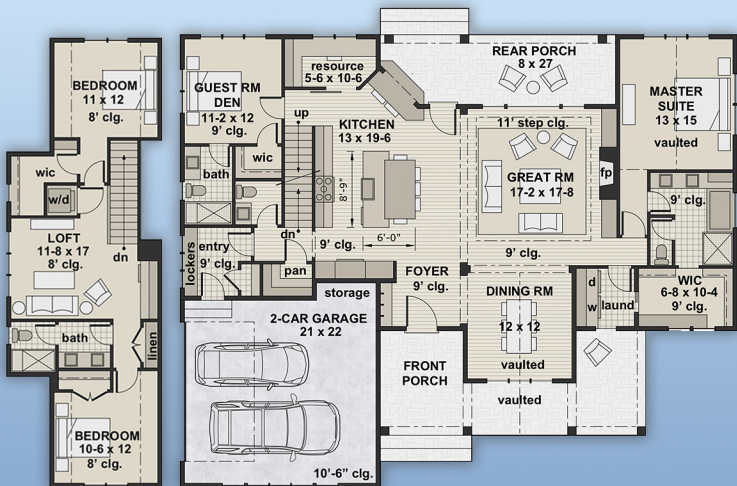 BEDROOM
11 x 12
8' clg.
wic
w/d
LOFT
11-8 x 17
8' clg.
dn
bath
linen
BEDROOM
10-6 x 12
8' clg.
GUEST RM
DEN
11-2 x 12
9' clg.
resource
5-6 x 10-6
up
bath
wic
KITCHEN
13 x 19-6
8'-9"
6'-0"
dn
9' clg.
lockers
entry
9' clg.
pan
REAR PORCH
8 x 27
11' step clg.
GREAT RM
17-2 x 17-8
fp
9' clg.
MASTER
SUITE
13 x 15
vaulted
9' clg.
WIC
6-8 x 10-4
9' clg.
d
w
laund
FOYER
9' clg.
DINING RM
12 x 12
vaulted
storage
2-CAR GARAGE
21 x 22
10'-6" clg.
FRONT
PORCH
vaulted